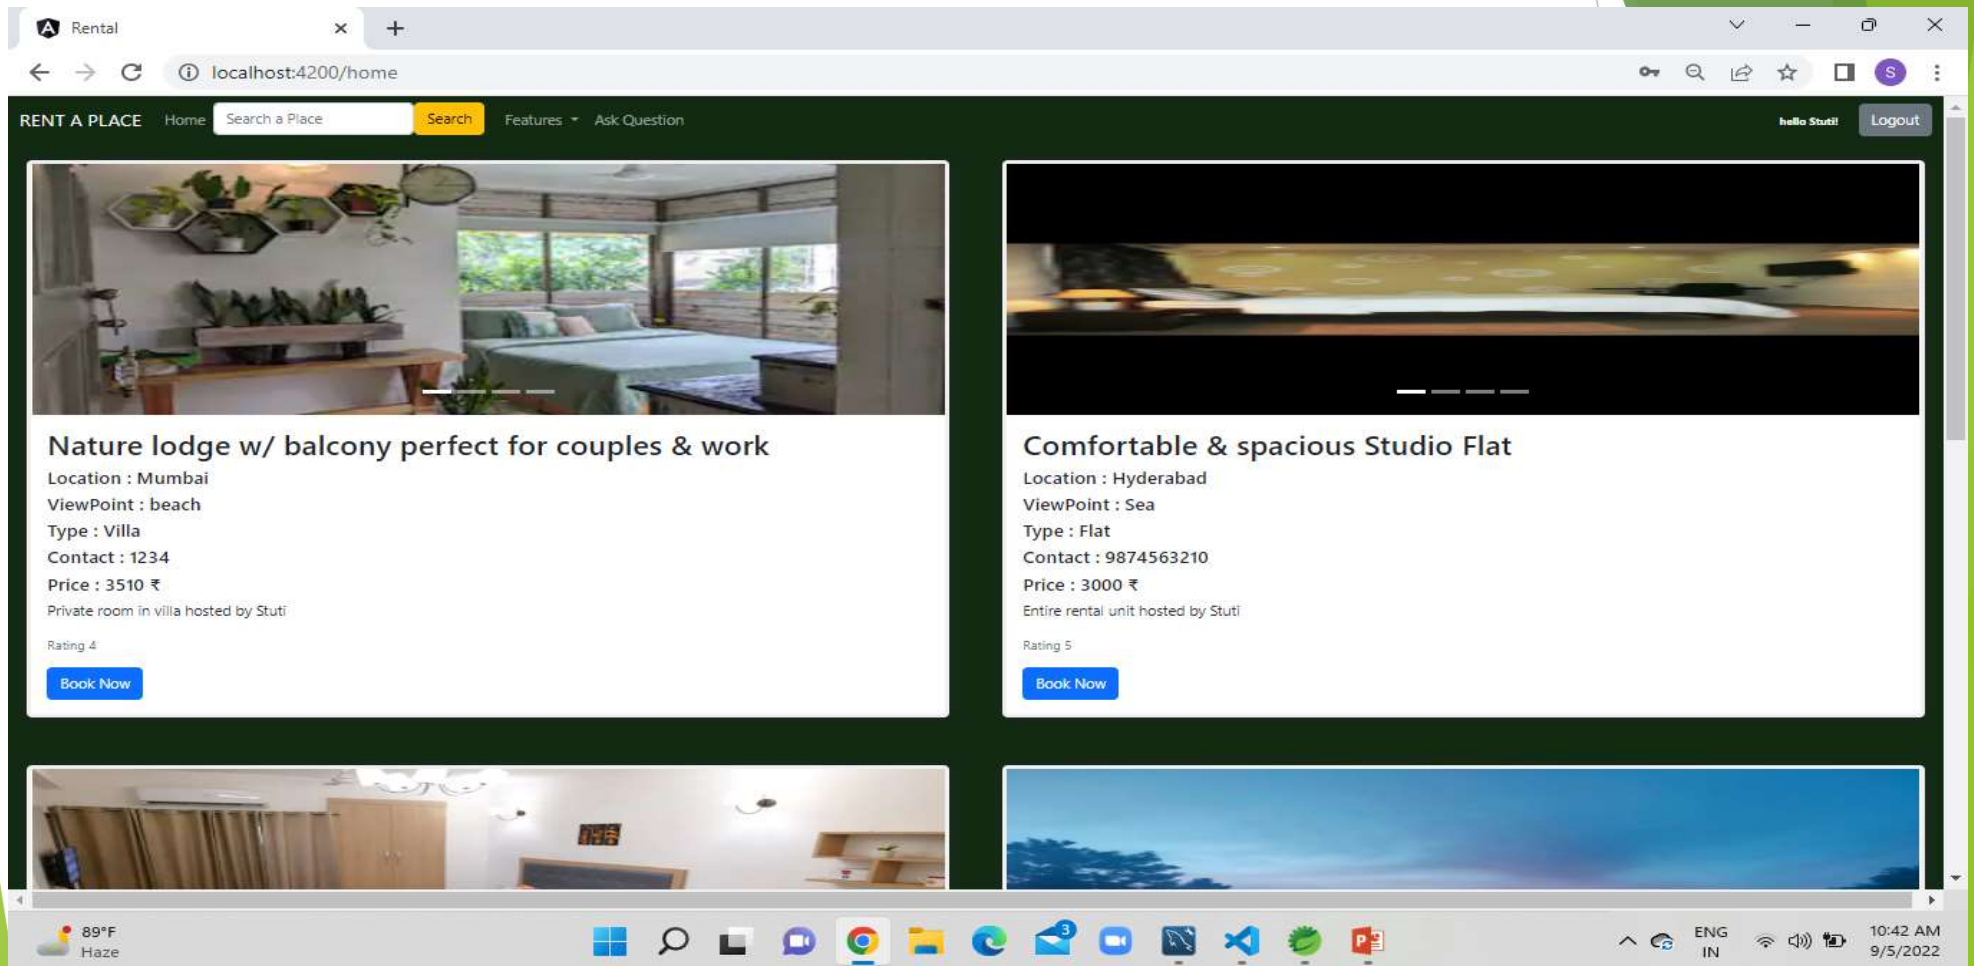 Rental
localhost:4200/home
S
RENT A PLACE Home Search a Place Search Features Ask Question hello Stuti! Logout
Nature lodge w/ balcony perfect for couples & work
Location : Mumbai
ViewPoint : beach
Type : Villa
Contact : 1234
Price : 3510 ₹
Private room in villa hosted by Stuti
Rating 4
Book Now
Comfortable & spacious Studio Flat
Location : Hyderabad
ViewPoint : Sea
Type : Flat
Contact : 9874563210
Price : 3000 ₹
Entire rental unit hosted by Stuti
Rating 5
Book Now
89°F
Haze
3
ENG
IN
10:42 AM
9/5/2022